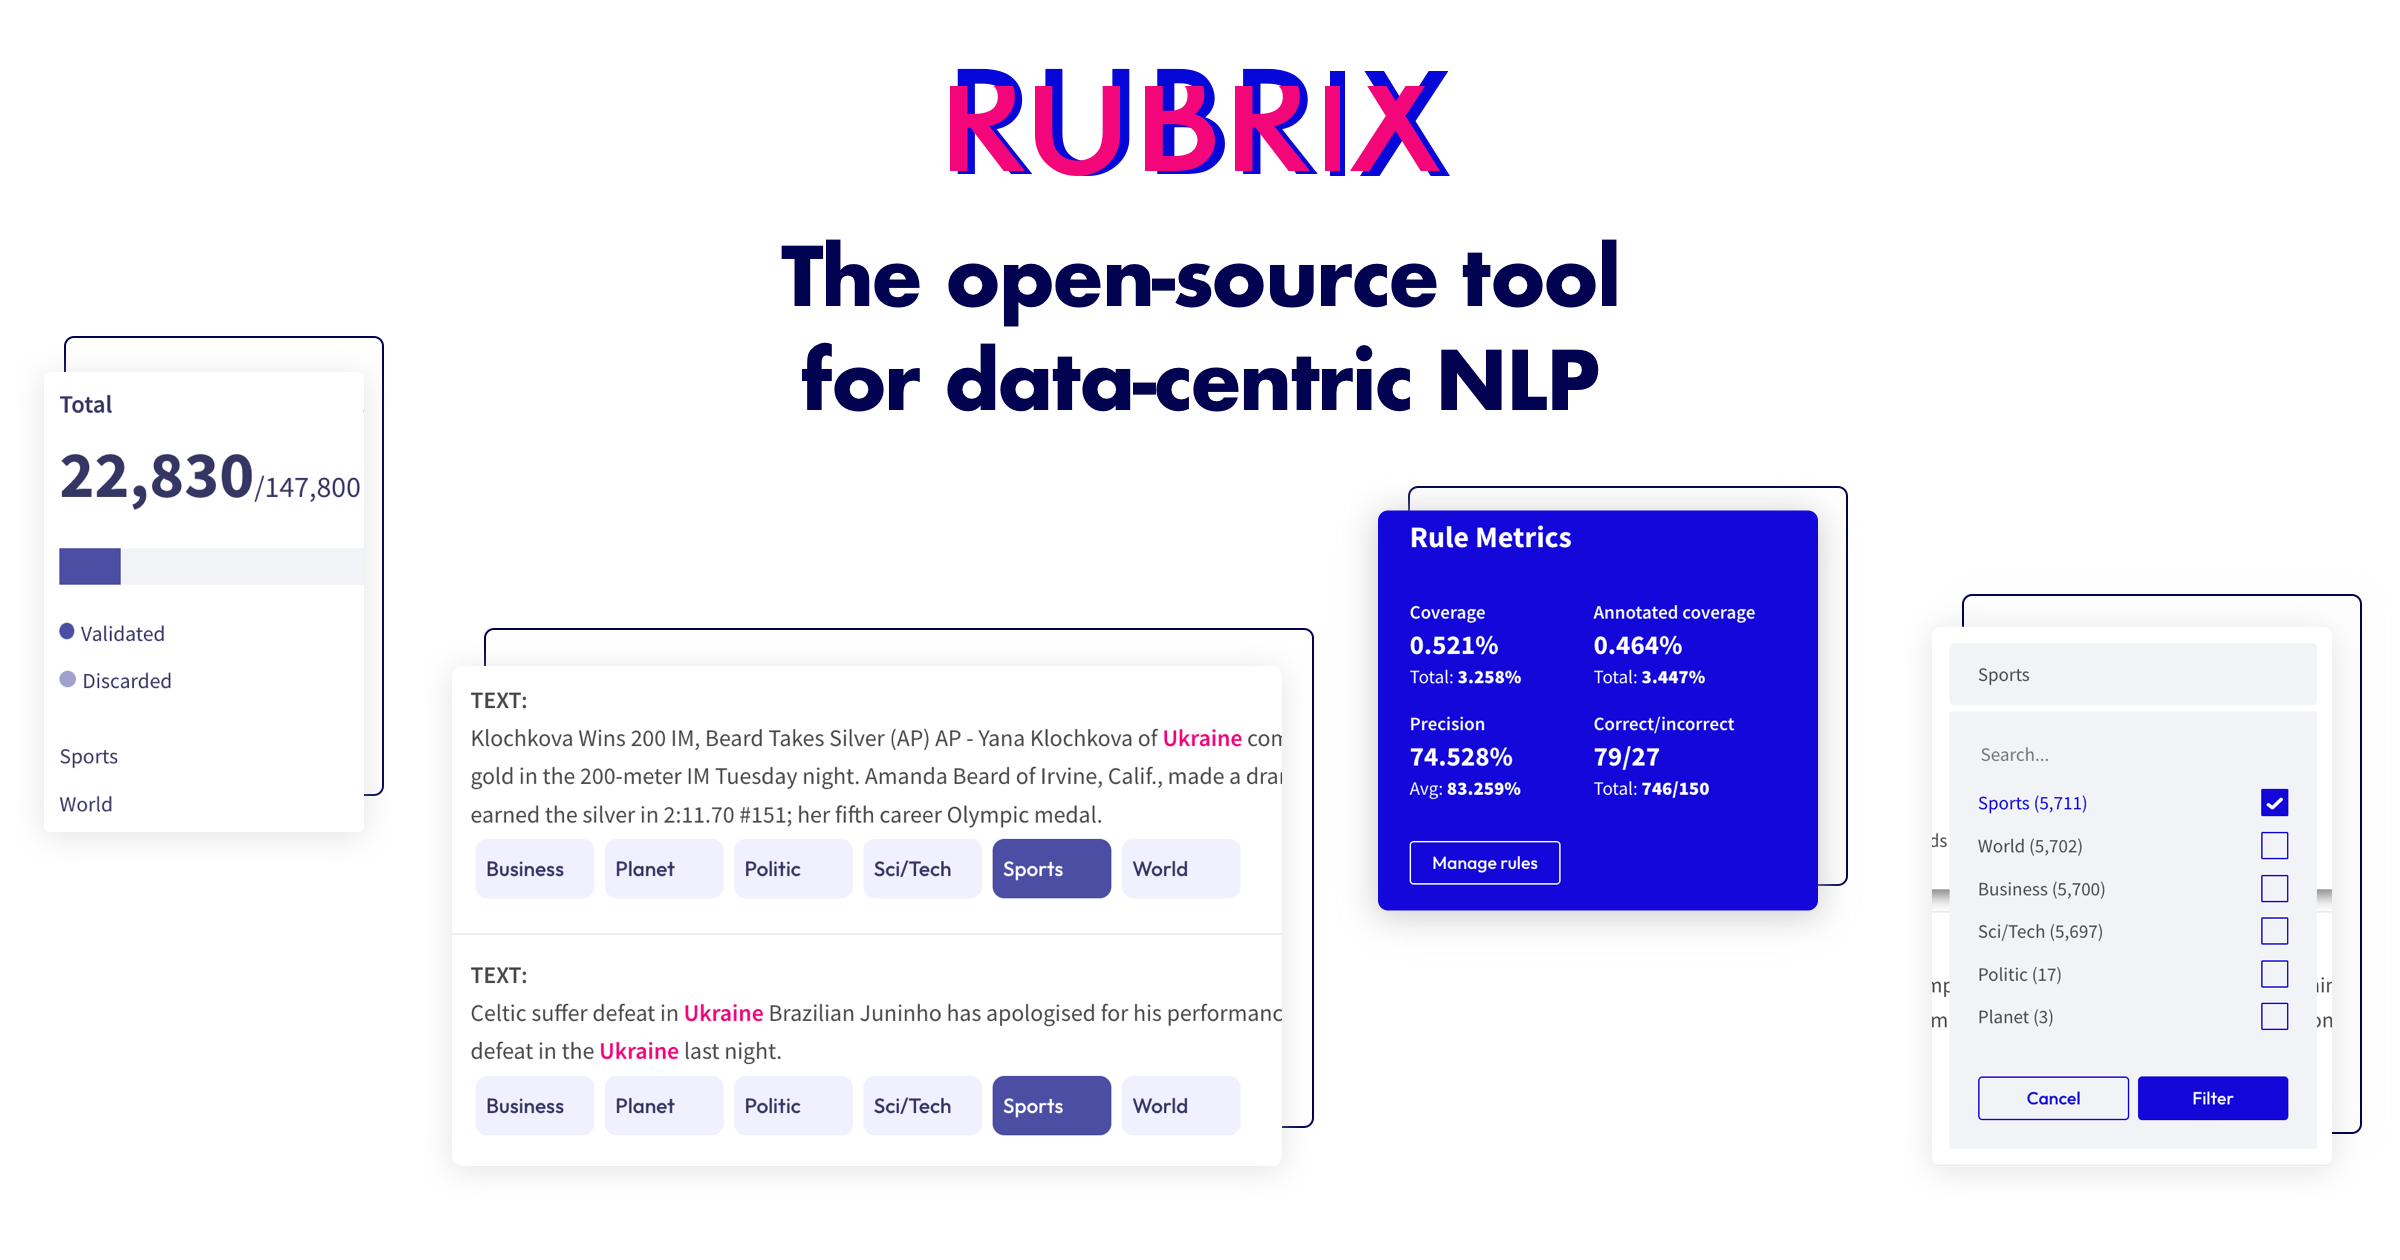 RUBRIX
The open-source tool
for data-centric NLP
Total
22,830/147,800
Validated
Discarded
Sports
World
TEXT:
Klochkova Wins 200 IM, Beard Takes Silver (AP) AP - Yana Klochkova of Ukraine com
gold in the 200-meter IM Tuesday night. Amanda Beard of Irvine, Calif., made a drar
earned the silver in 2:11.70 #151; her fifth career Olympic medal.
Business Planet Politic Sci/Tech Sports World
TEXT:
Celtic suffer defeat in Ukraine Brazilian Juninho has apologised for his performanc
defeat in the Ukraine last night.
Business Planet Politic Sci/Tech Sports World
Rule Metrics
Coverage Annotated coverage
0.521% 0.464%
Total: 3.258% Total: 3.447%
Precision Correct/incorrect
74.528% 79/27
Avg: 83.259% Total: 746/150
Manage rules
Sports
Search...
Sports (5,711)
ds
World (5,702)
Business (5,700)
Sci/Tech (5,697)
Politic (17)
Planet (3)
Cancel Filter